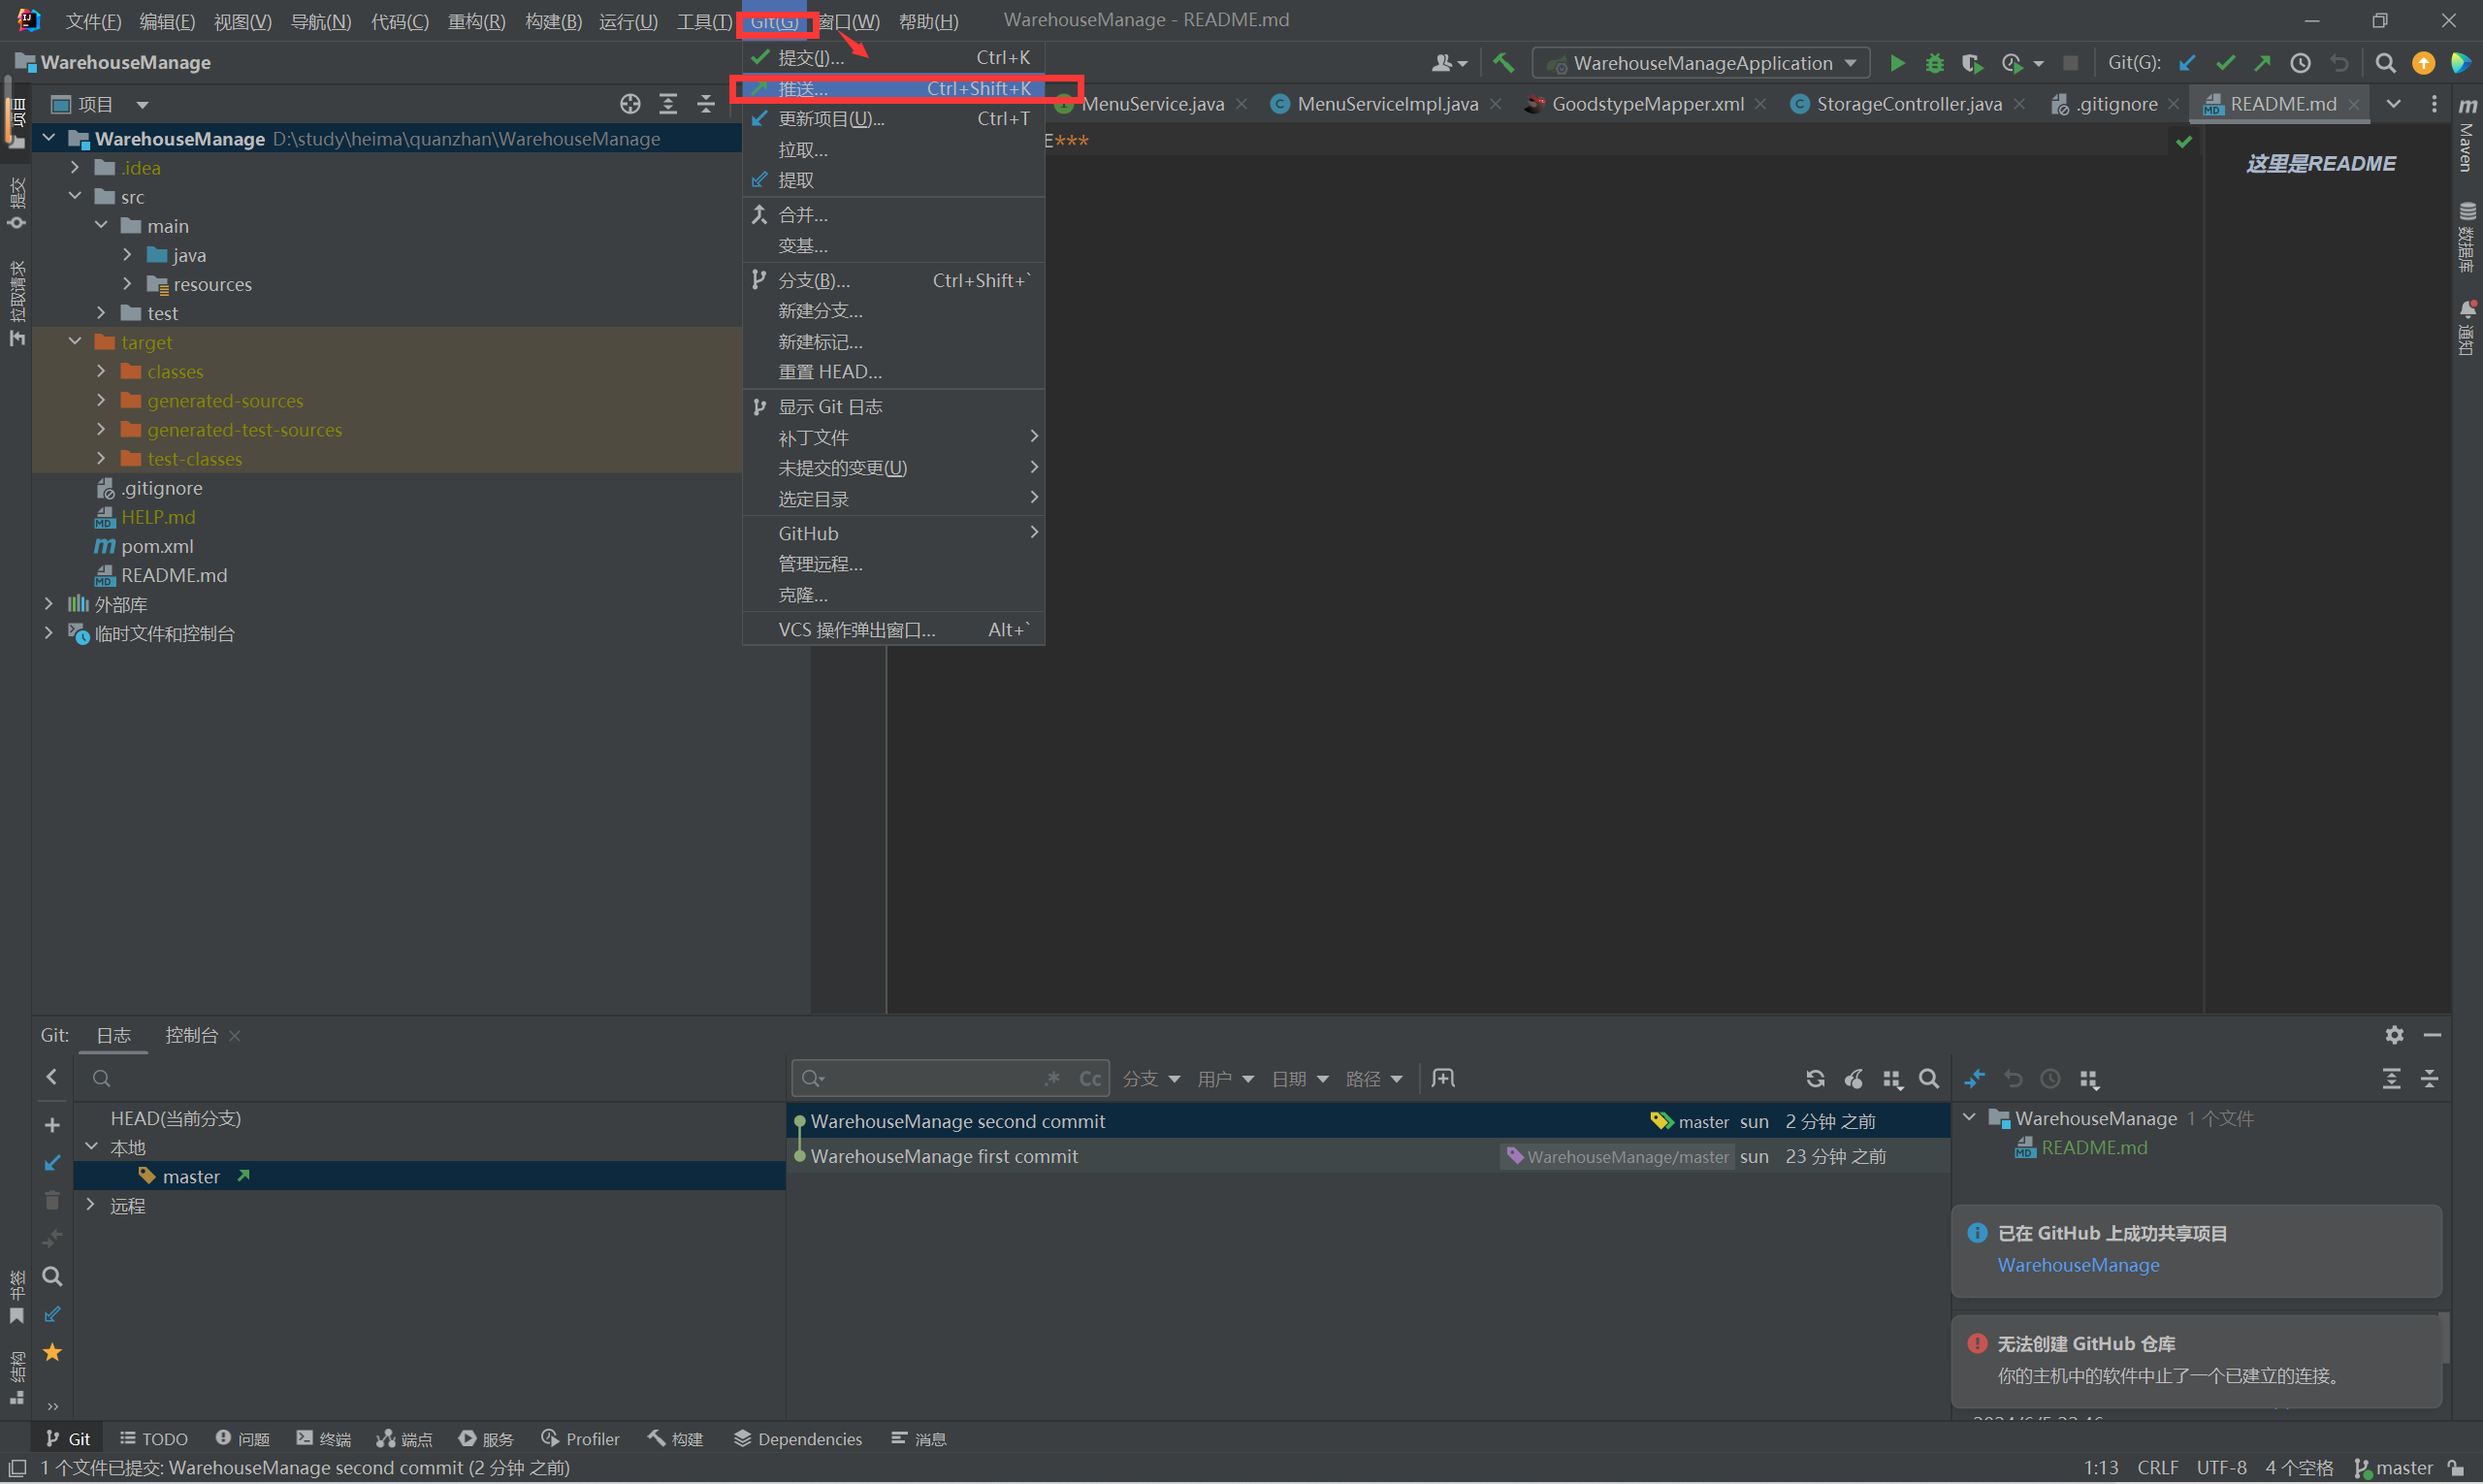 文件(F) 编辑(E) 视图(V) 导航(N) 代码(C) 重构(R) 构建(B) 运行(U) 工具(T) Git(G) 窗口(W) 帮助(H) WarehouseManage - README.md
WarehouseManage
WarehouseManageApplication
Git(G):
项目
MenuService.java
MenuServiceImpl.java
GoodstypeMapper.xml
StorageController.java
.gitignore
README.md
提交(I)... Ctrl+K
推送... Ctrl+Shift+K
更新项目(U)... Ctrl+T
拉取...
提取
合并...
变基...
分支(B)... Ctrl+Shift+`
新建分支...
新建标记...
重置 HEAD...
显示 Git 日志
补丁文件
未提交的变更(U)
选定目录
GitHub
管理远程...
克隆...
VCS 操作弹出窗口... Alt+`
E***
这里是README
WarehouseManage D:\study\heima\quanzhan\WarehouseManage
.idea
src
main
java
resources
test
target
classes
generated-sources
generated-test-sources
test-classes
.gitignore
HELP.md
pom.xml
README.md
外部库
临时文件和控制台
项目
提交
拉取请求
书签
结构
Maven
数据库
通知
Git: 日志 控制台
.* Cc 分支 用户 日期 路径
HEAD(当前分支)
本地
master
远程
WarehouseManage second commit master sun 2 分钟 之前
WarehouseManage first commit WarehouseManage/master sun 23 分钟 之前
WarehouseManage 1 个文件
README.md
已在 GitHub 上成功共享项目
WarehouseManage
无法创建 GitHub 仓库
你的主机中的软件中止了一个已建立的连接。
Git TODO 问题 终端 端点 服务 Profiler 构建 Dependencies 消息
1 个文件已提交: WarehouseManage second commit (2 分钟 之前)
1:13 CRLF UTF-8 4 个空格 master